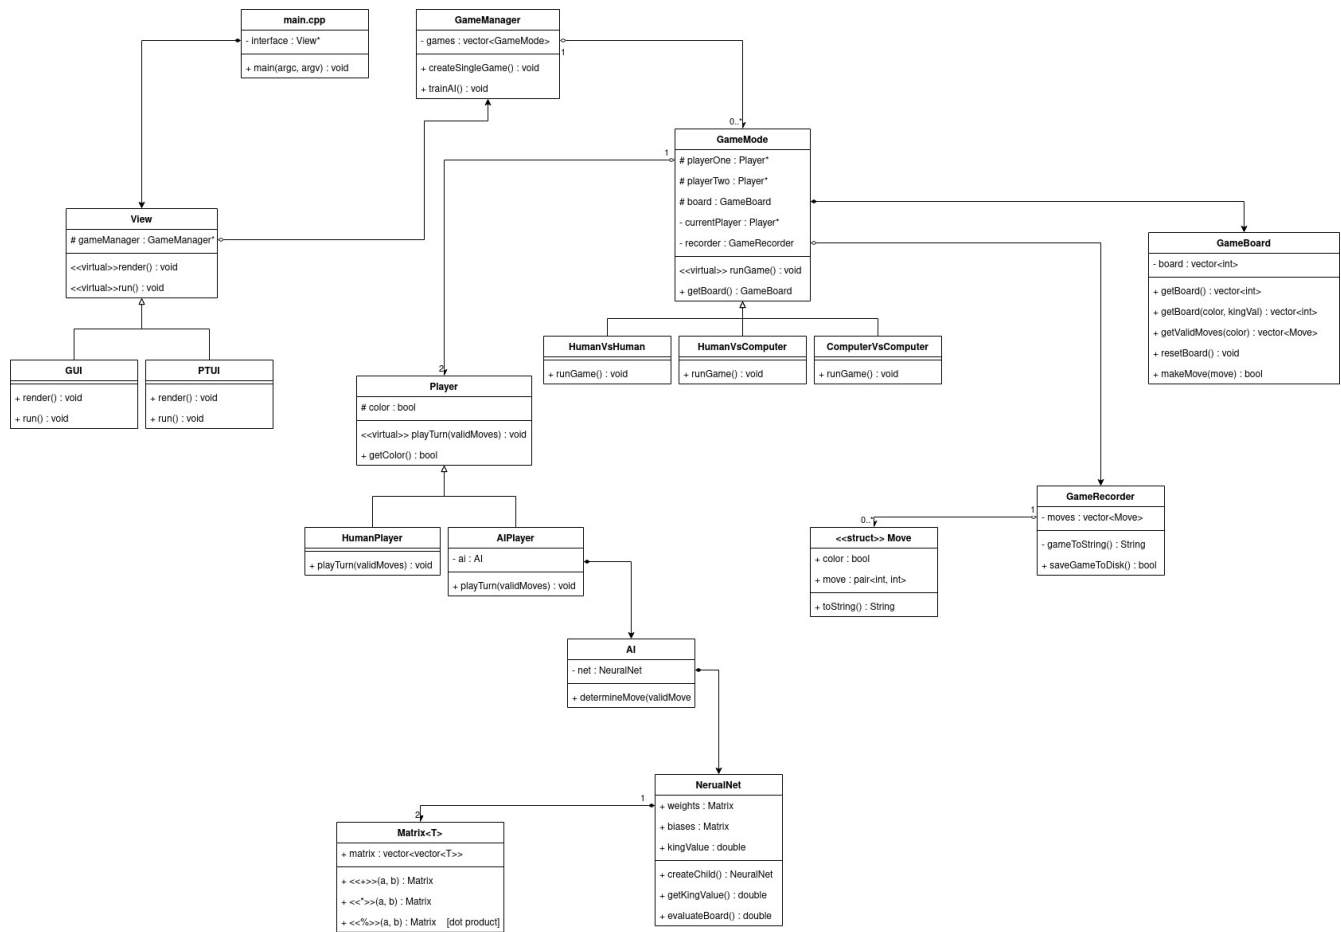 main.cpp
- interface : View*
+ main(argc, argv) : void
GameManager
- games : vector<GameMode>
+ createSingleGame() : void
+ trainAI() : void
1
0..*
GameMode
# playerOne : Player*
# playerTwo : Player*
# board : GameBoard
- currentPlayer : Player*
- recorder : GameRecorder
<<virtual>> runGame() : void
+ getBoard() : GameBoard
1
View
# gameManager : GameManager*
<<virtual>>render() : void
<<virtual>>run() : void
GameBoard
- board : vector<int>
+ getBoard() : vector<int>
+ getBoard(color, kingVal) : vector<int>
+ getValidMoves(color) : vector<Move>
+ resetBoard() : void
+ makeMove(move) : bool
GUI
+ render() : void
+ run() : void
PTUI
+ render() : void
+ run() : void
HumanVsHuman
+ runGame() : void
HumanVsComputer
+ runGame() : void
ComputerVsComputer
+ runGame() : void
2
Player
# color : bool
<<virtual>> playTurn(validMoves) : void
+ getColor() : bool
HumanPlayer
+ playTurn(validMoves) : void
AIPlayer
- ai : AI
+ playTurn(validMoves) : void
GameRecorder
- moves : vector<Move>
- gameToString() : String
+ saveGameToDisk() : bool
1
0..*
<<struct>> Move
+ color : bool
+ move : pair<int, int>
+ toString() : String
AI
- net : NeuralNet
+ determineMove(validMove
NerualNet
+ weights : Matrix
+ biases : Matrix
+ kingValue : double
+ createChild() : NeuralNet
+ getKingValue() : double
+ evaluateBoard() : double
1
2
Matrix<T>
+ matrix : vector<vector<T>>
+ <<+>>(a, b) : Matrix
+ <<*>>(a, b) : Matrix
+ <<%>>(a, b) : Matrix [dot product]